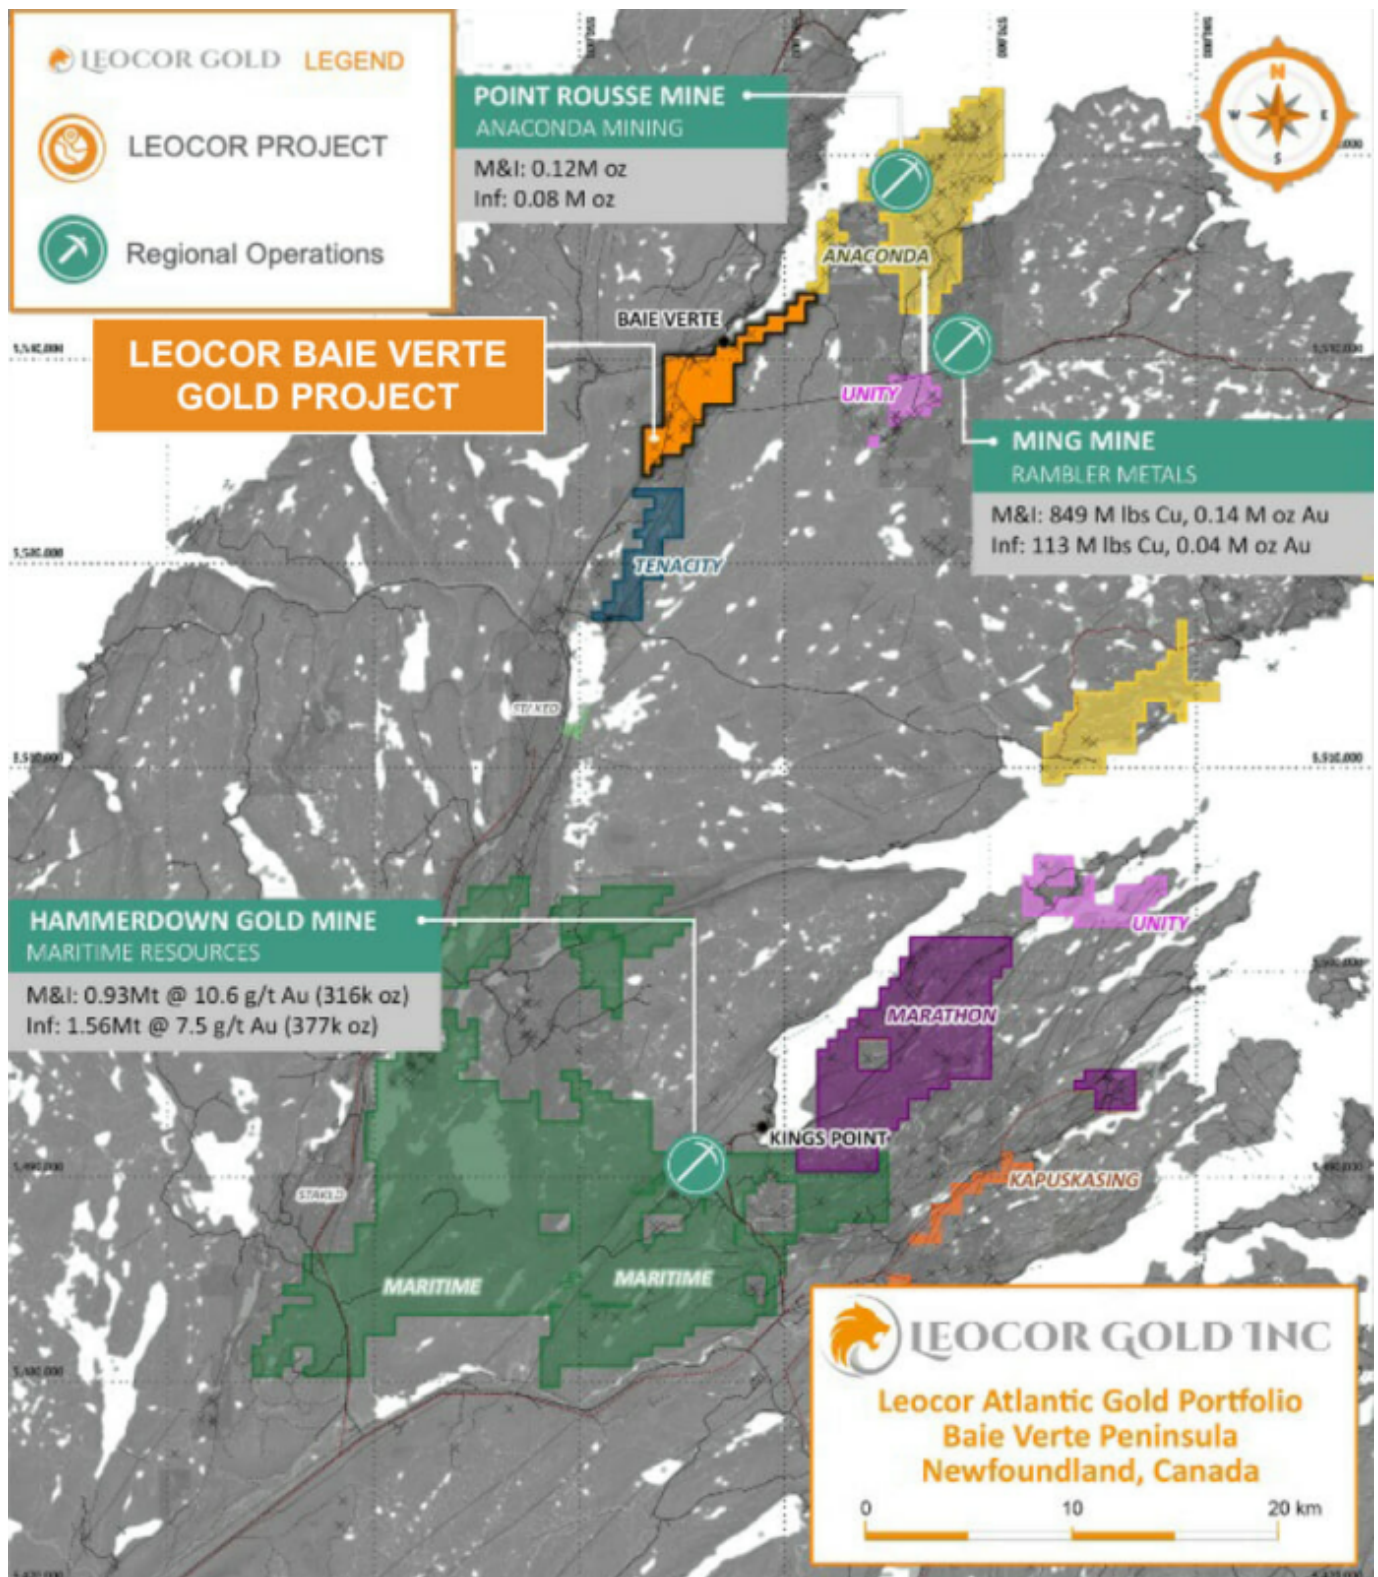 LEOCOR GOLD LEGEND
LEOCOR PROJECT
Regional Operations
POINT ROUSSE MINE
ANACONDA MINING
M&I: 0.12M oz
Inf: 0.08 M oz
N
W
E
S
ANACONDA
BAIE VERTE
LEOCOR BAIE VERTE
GOLD PROJECT
UNITY
MING MINE
RAMBLER METALS
M&I: 849 M lbs Cu, 0.14 M oz Au
Inf: 113 M lbs Cu, 0.04 M oz Au
TENACITY
HAMMERDOWN GOLD MINE
MARITIME RESOURCES
M&I: 0.93Mt @ 10.6 g/t Au (316k oz)
Inf: 1.56Mt @ 7.5 g/t Au (377k oz)
UNITY
MARATHON
KINGS POINT
KAPUSKASING
MARITIME
MARITIME
LEOCOR GOLD INC
Leocor Atlantic Gold Portfolio
Baie Verte Peninsula
Newfoundland, Canada
0 10 20 km